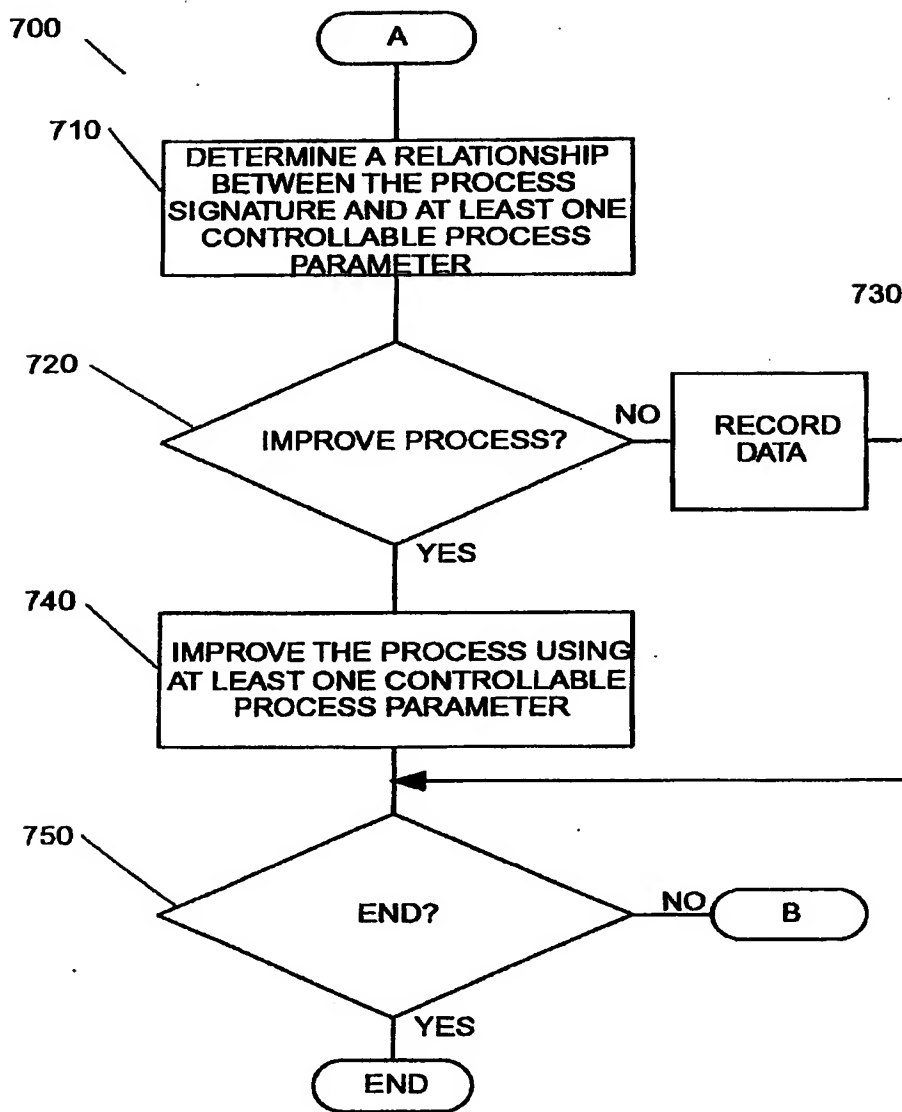 700
A
710
DETERMINE A RELATIONSHIP
BETWEEN THE PROCESS
SIGNATURE AND AT LEAST ONE
CONTROLLABLE PROCESS
PARAMETER
730
720
IMPROVE PROCESS?
NO
RECORD
DATA
YES
740
IMPROVE THE PROCESS USING
AT LEAST ONE CONTROLLABLE
PROCESS PARAMETER
750
END?
NO
B
YES
END